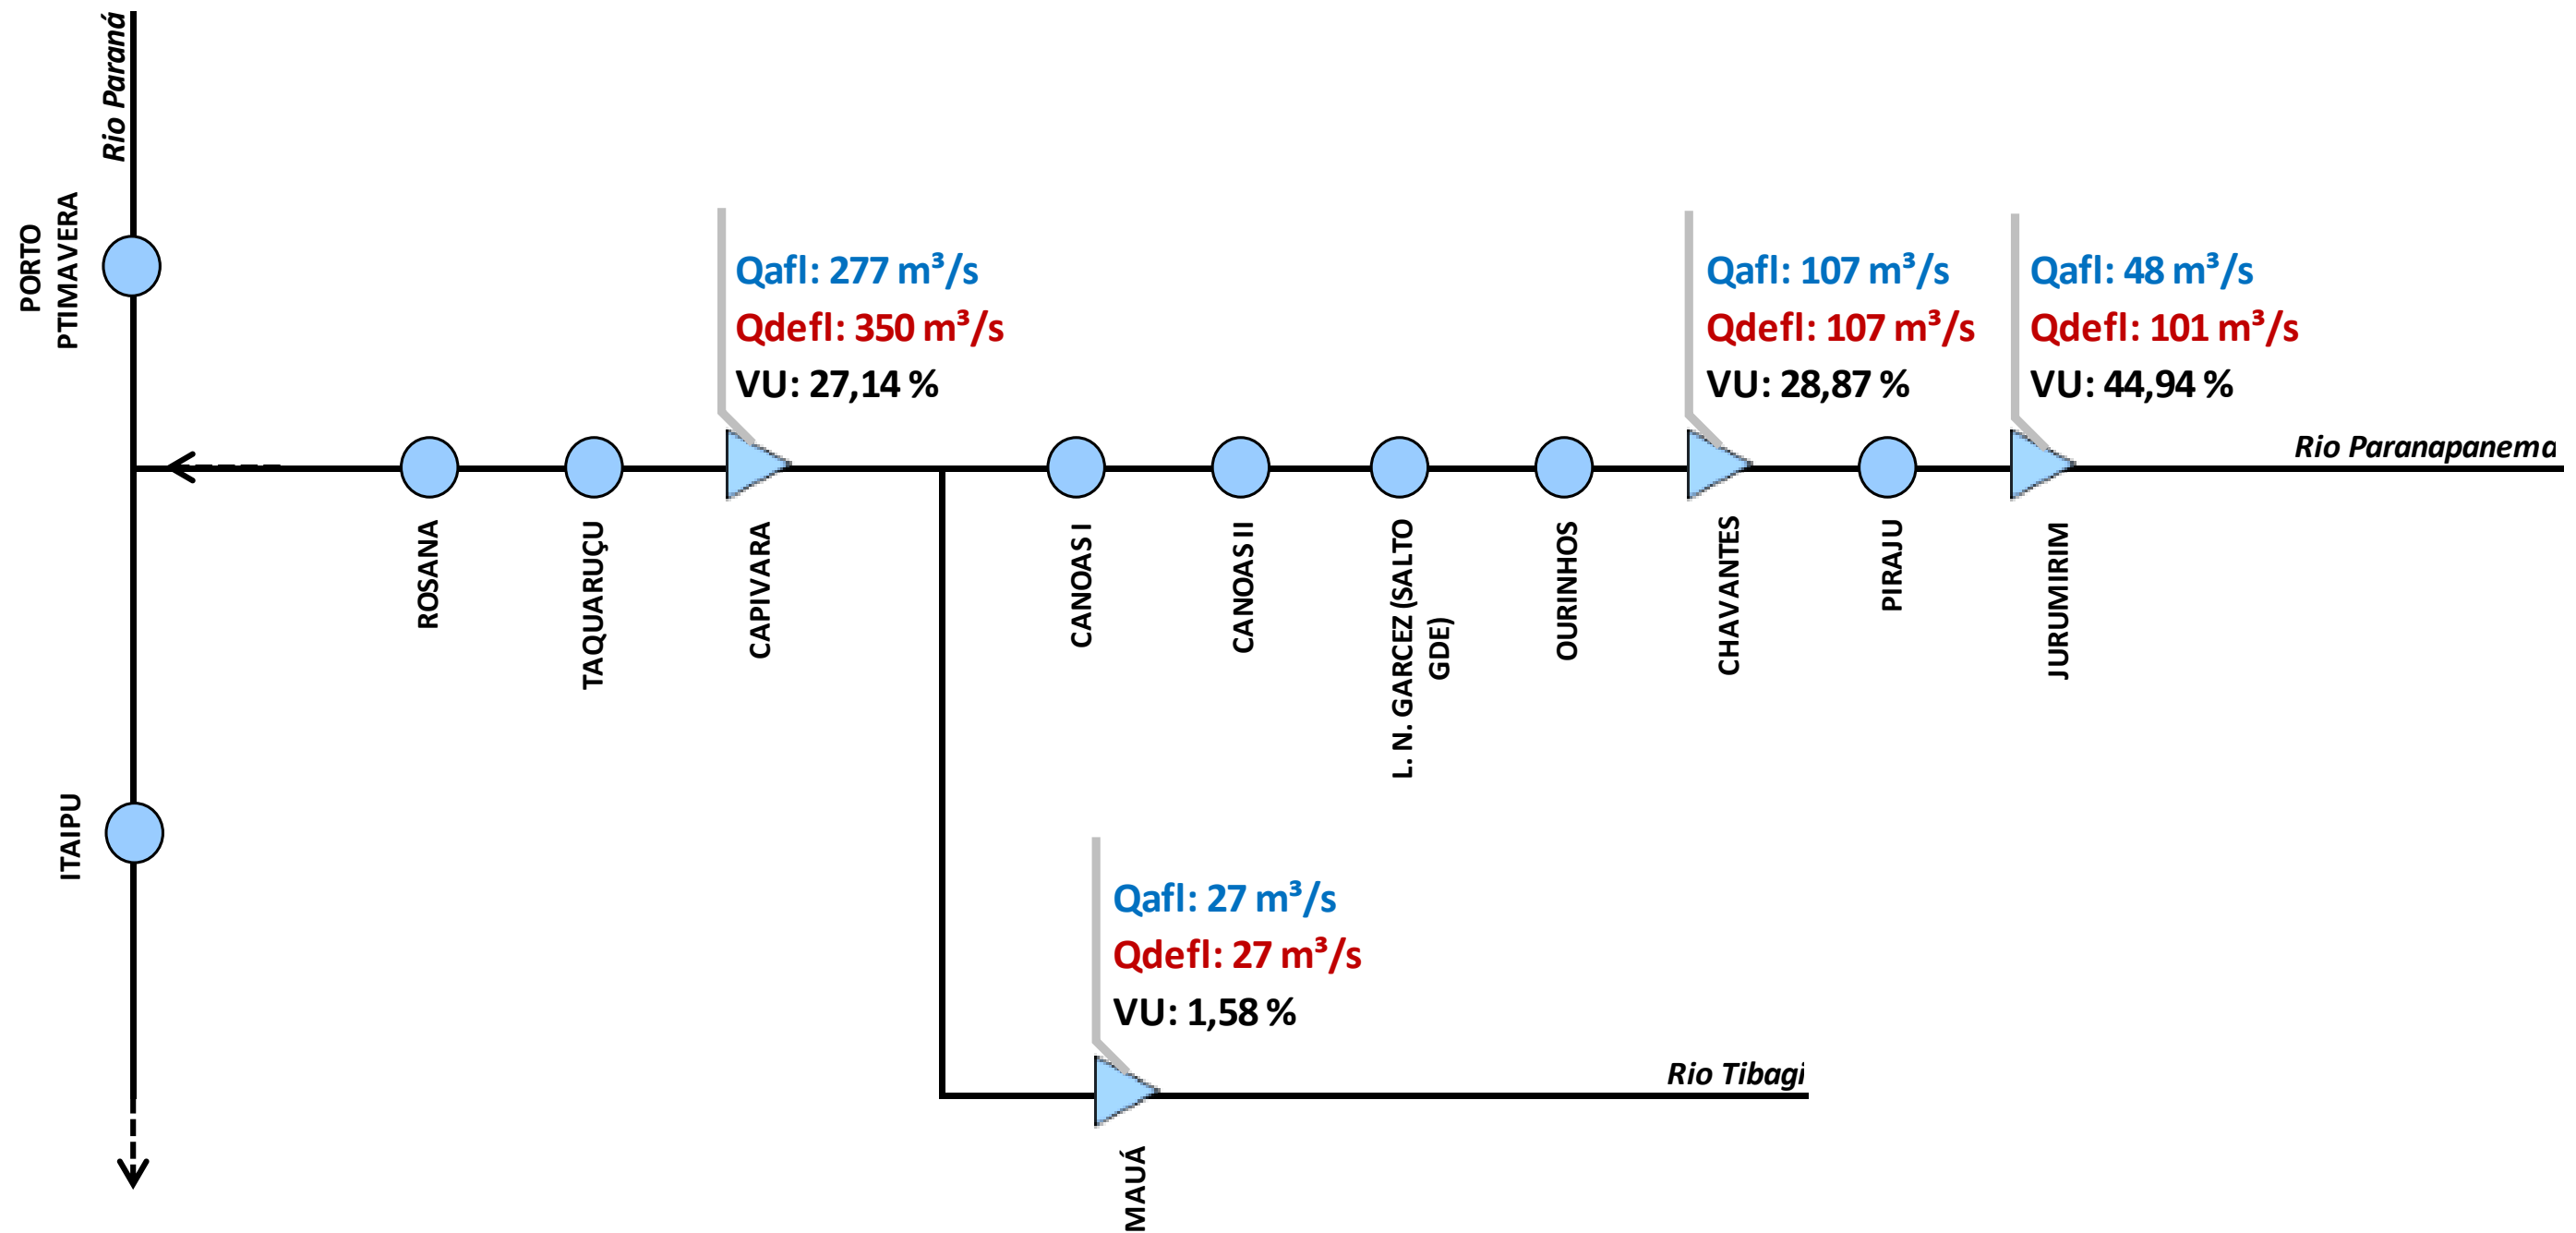 Rio Paraná
PORTO
PTIMAVERA
Qafl: 277 m³/s
Qdefl: 350 m³/s
VU: 27,14 %
Qafl: 107 m³/s
Qdefl: 107 m³/s
VU: 28,87 %
Qafl: 48 m³/s
Qdefl: 101 m³/s
VU: 44,94 %
Rio Paranapanema
ROSANA
TAQUARUÇU
CAPIVARA
CANOAS I
CANOAS II
L. N. GARCEZ (SALTO
GDE)
OURINHOS
CHAVANTES
PIRAJU
JURUMIRIM
ITAIPU
Qafl: 27 m³/s
Qdefl: 27 m³/s
VU: 1,58 %
Rio Tibagi
MAUÁ